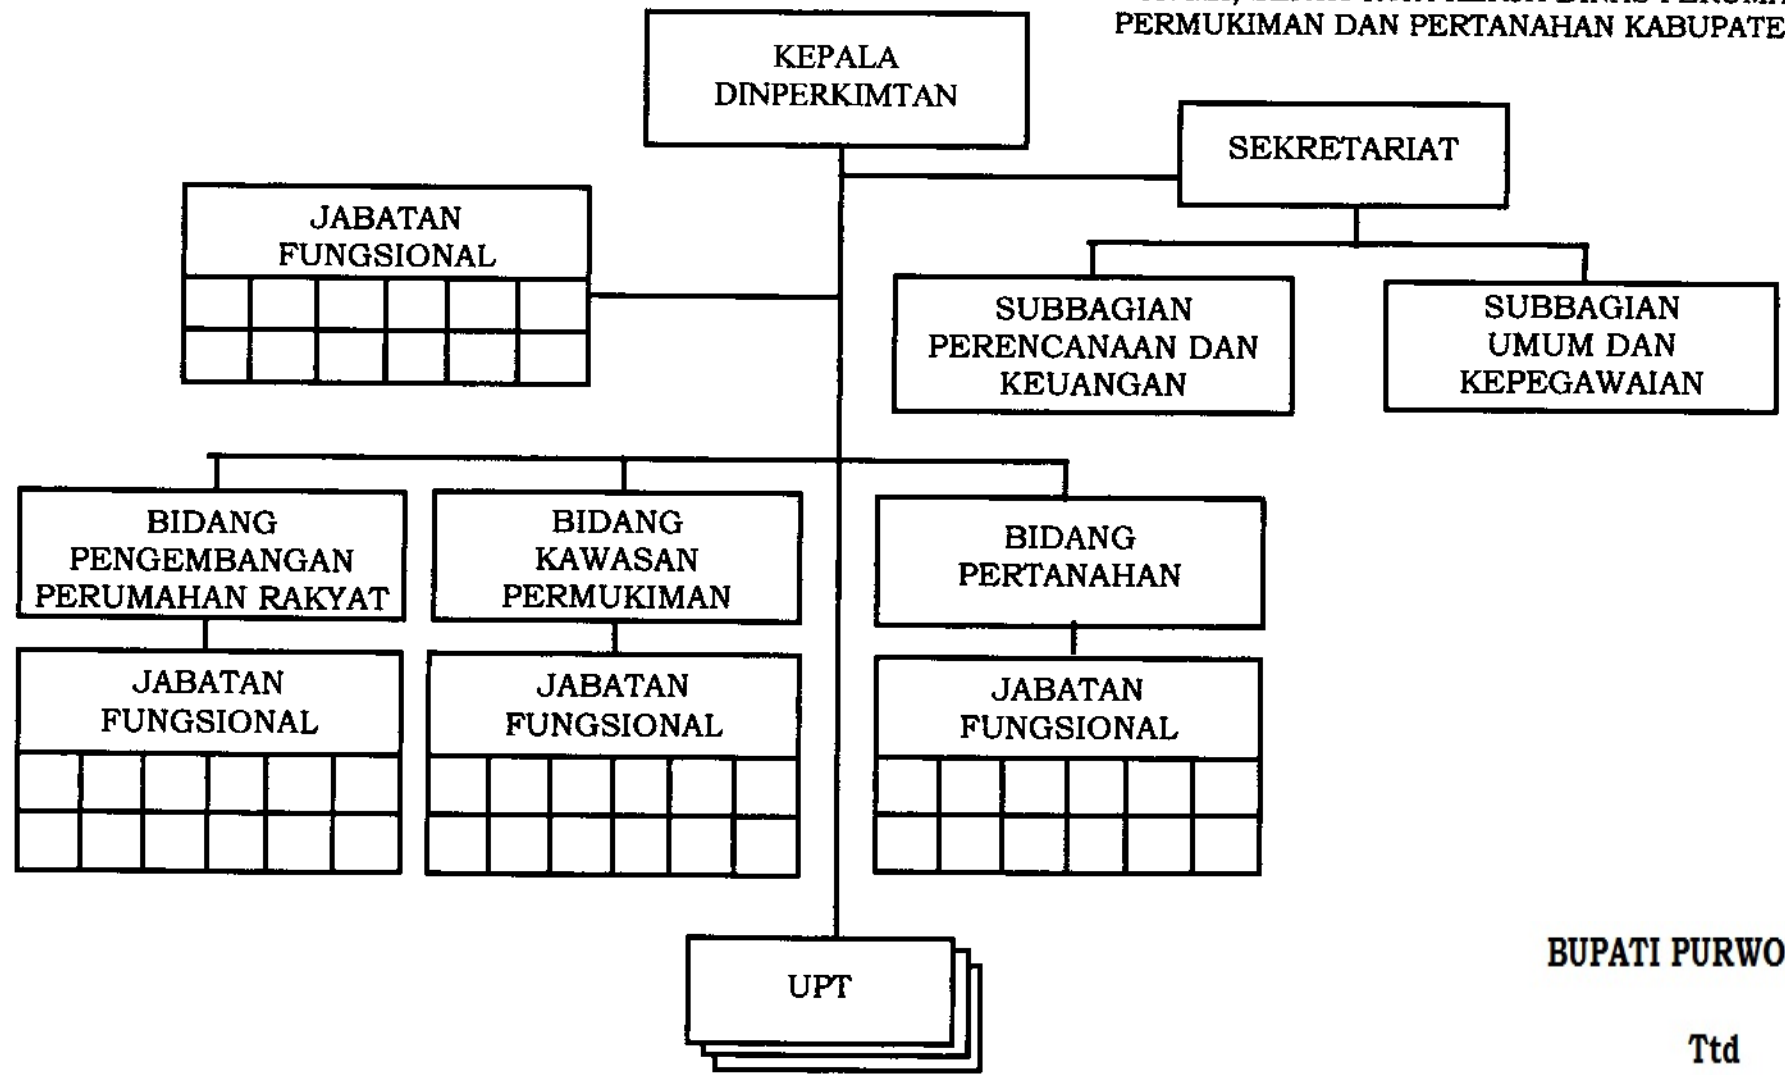 PERMUKIMAN DAN PERTANAHAN KABUPATE
KEPALA
DINPERKIMTAN
SEKRETARIAT
JABATAN
FUNGSIONAL
SUBBAGIAN
PERENCANAAN DAN
KEUANGAN
SUBBAGIAN
UMUM DAN
KEPEGAWAIAN
BIDANG
PENGEMBANGAN
PERUMAHAN RAKYAT
BIDANG
KAWASAN
PERMUKIMAN
BIDANG
PERTANAHAN
JABATAN
FUNGSIONAL
JABATAN
FUNGSIONAL
JABATAN
FUNGSIONAL
UPT
BUPATI PURWO
Ttd